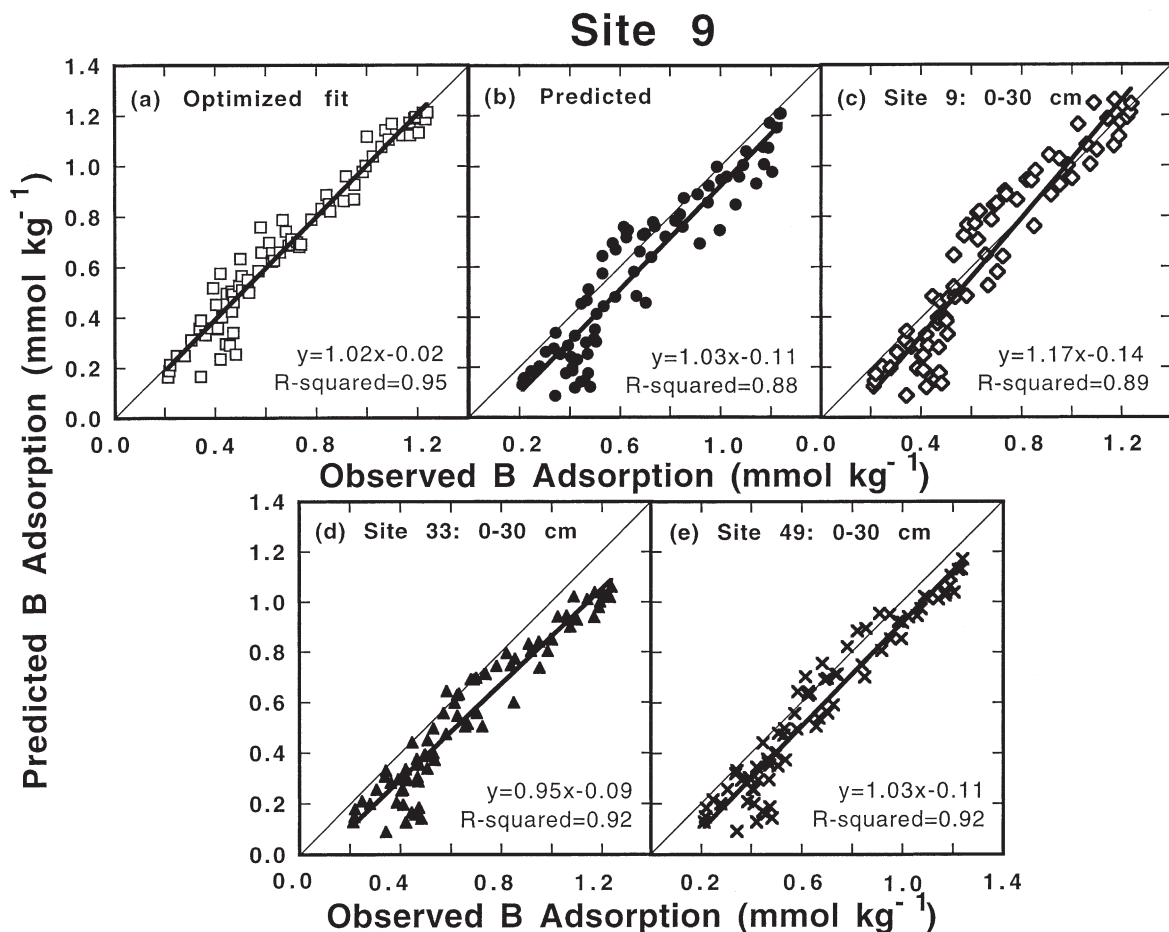 Site 9
(a) Optimized fit
(b) Predicted
(c) Site 9: 0-30 cm
1.4
1.2
1.0
0.8
0.6
0.4
0.2
0.0
y=1.02x-0.02
R-squared=0.95
y=1.03x-0.11
R-squared=0.88
y=1.17x-0.14
R-squared=0.89
0.0 0.4 0.8 1.2 0.2 0.6 1.0 0.0 0.4 0.8 1.2
Observed B Adsorption (mmol kg-1)
Predicted B Adsorption (mmol kg-1)
(d) Site 33: 0-30 cm
(e) Site 49: 0-30 cm
1.4
1.2
1.0
0.8
0.6
0.4
0.2
0.0
y=0.95x-0.09
R-squared=0.92
y=1.03x-0.11
R-squared=0.92
0.0 0.4 0.8 1.2 0.2 0.6 1.0 1.4
Observed B Adsorption (mmol kg-1)